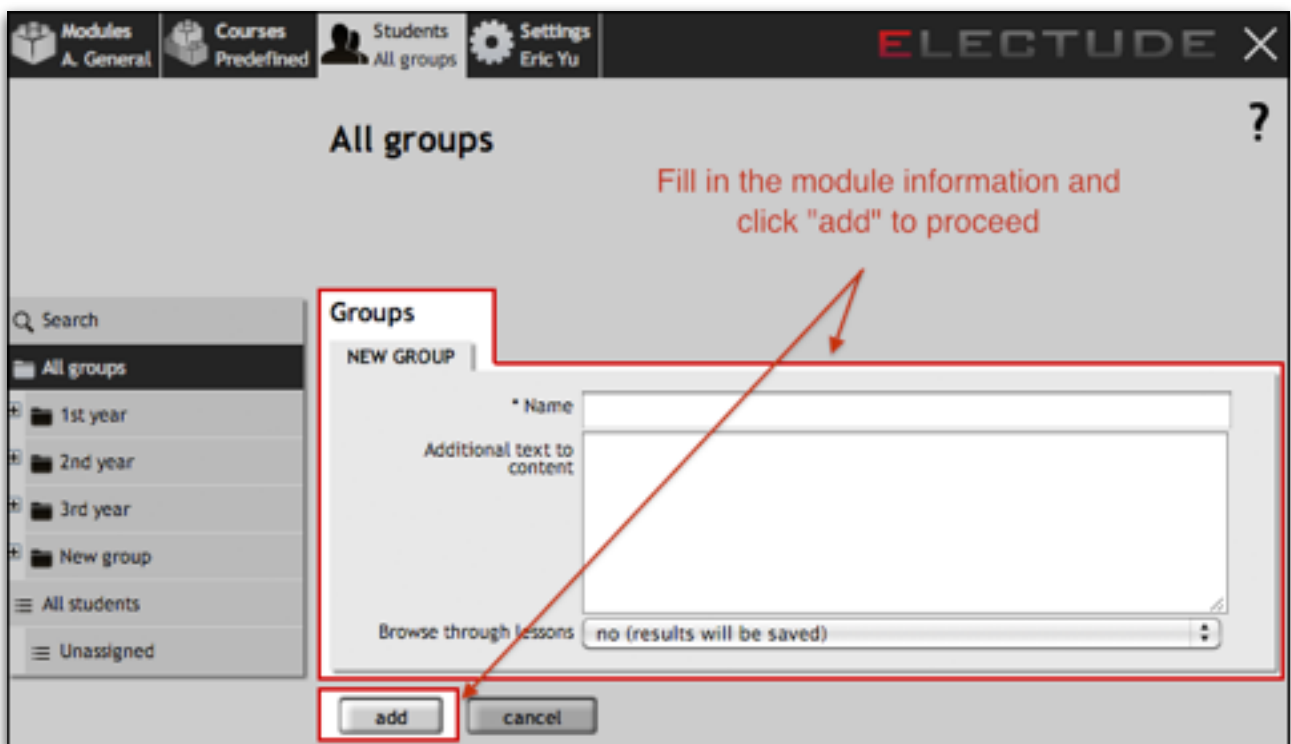 Modules
A. General
Courses
Predefined
Students
All groups
Settings
Eric Yu
ELECTUDE
?
All groups
Fill in the module information and
click "add" to proceed
Search
All groups
1st year
2nd year
3rd year
New group
All students
Unassigned
Groups
NEW GROUP
* Name
Additional text to
content
Browse through lessons
no (results will be saved)
add
cancel